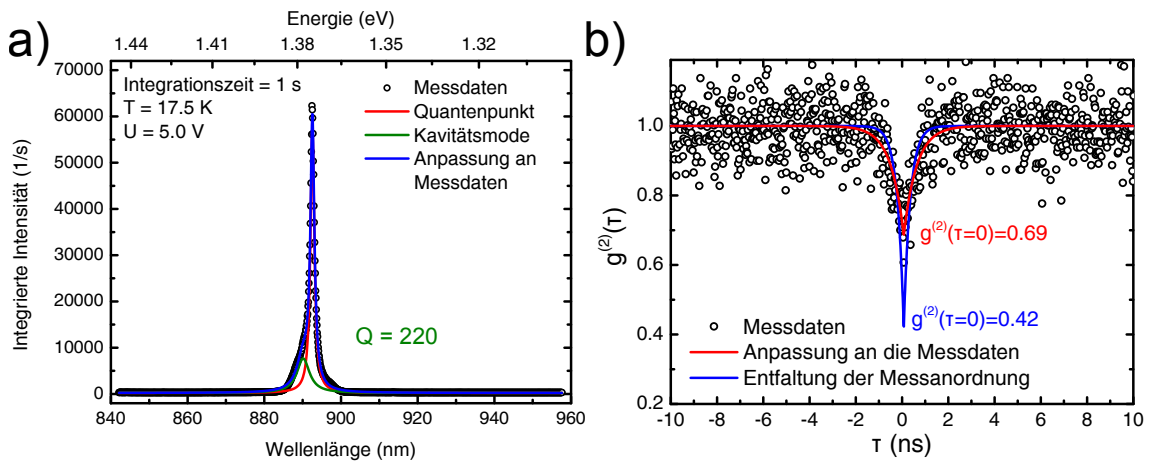 a)
Energie (eV)
1.44 1.41 1.38 1.35 1.32
70000
60000
50000
40000
30000
20000
10000
0
Integrierte Intensität (1/s)
Integrationszeit = 1 s
T = 17.5 K
U = 5.0 V
Messdaten
Quantenpunkt
Kavitätsmode
Anpassung an
Messdaten
Q = 220
840 860 880 900 920 940 960
Wellenlänge (nm)
b)
1.0
0.8
0.6
0.4
0.2
g(2)(τ)
g(2)(τ=0)=0.69
g(2)(τ=0)=0.42
Messdaten
Anpassung an die Messdaten
Entfaltung der Messanordnung
-10 -8 -6 -4 -2 0 2 4 6 8 10
τ (ns)